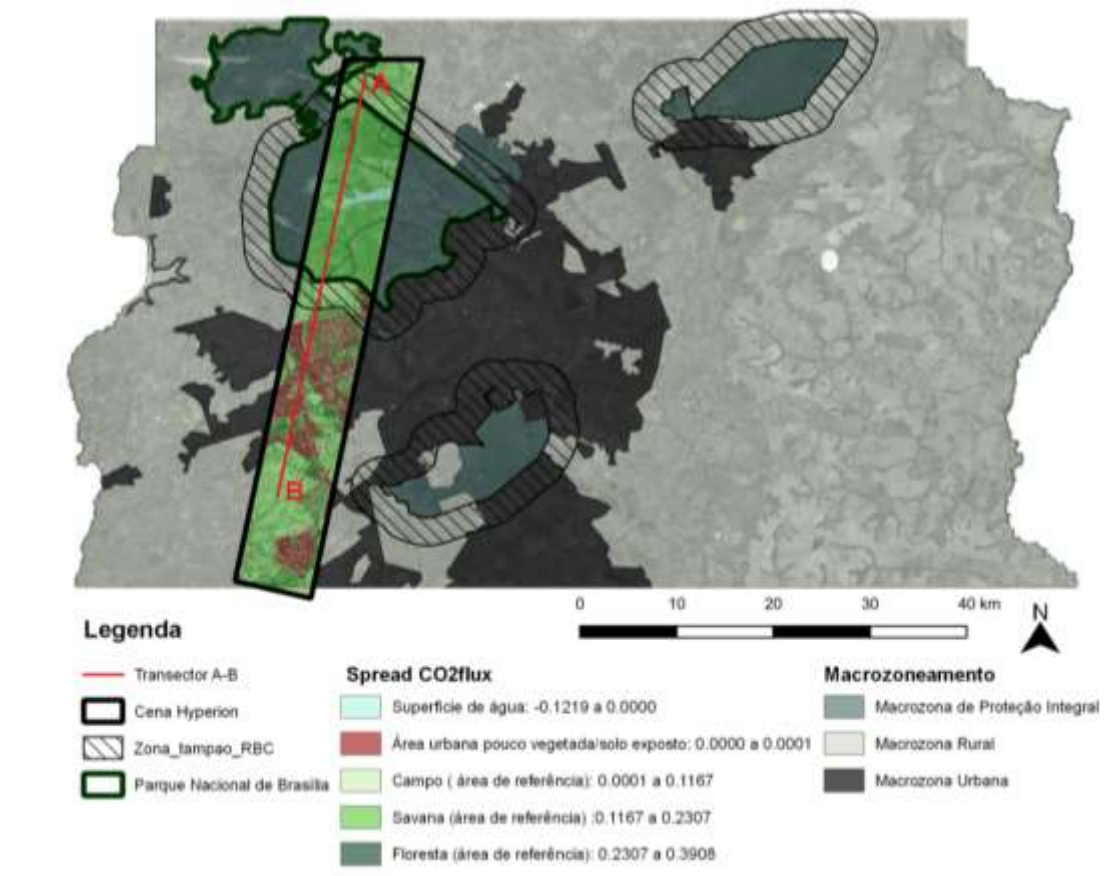 A
B
0 10 20 30 40 km
N
Legenda
Transector A-B
Cena Hyperion
Zona_tampao_RBC
Parque Nacional de Brasília
Spread CO2flux
Superfície de água: -0.1219 a 0.0000
Área urbana pouco vegetada/solo exposto: 0.0000 a 0.0001
Campo ( área de referência): 0.0001 a 0.1167
Savana (área de referência) :0.1167 a 0.2307
Floresta (área de referência): 0.2307 a 0.3908
Macrozoneamento
Macrozona de Proteção Integral
Macrozona Rural
Macrozona Urbana